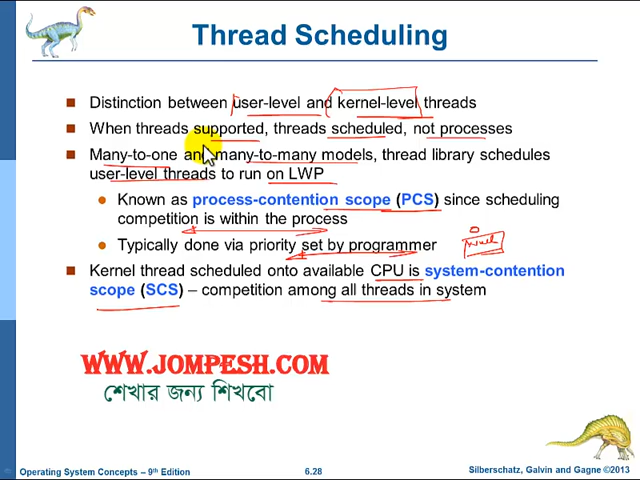 Thread Scheduling
Distinction between user-level and kernel-level threads
When threads supported, threads scheduled, not processes
Many-to-one and many-to-many models, thread library schedules
user-level threads to run on LWP
Known as process-contention scope (PCS) since scheduling
competition is within the process
Typically done via priority set by programmer
Kernel thread scheduled onto available CPU is system-contention
scope (SCS) – competition among all threads in system
WWW.JOMPESH.COM
শেখার জন্য শিখবো
Operating System Concepts – 9th Edition
6.28
Silberschatz, Galvin and Gagne ©2013